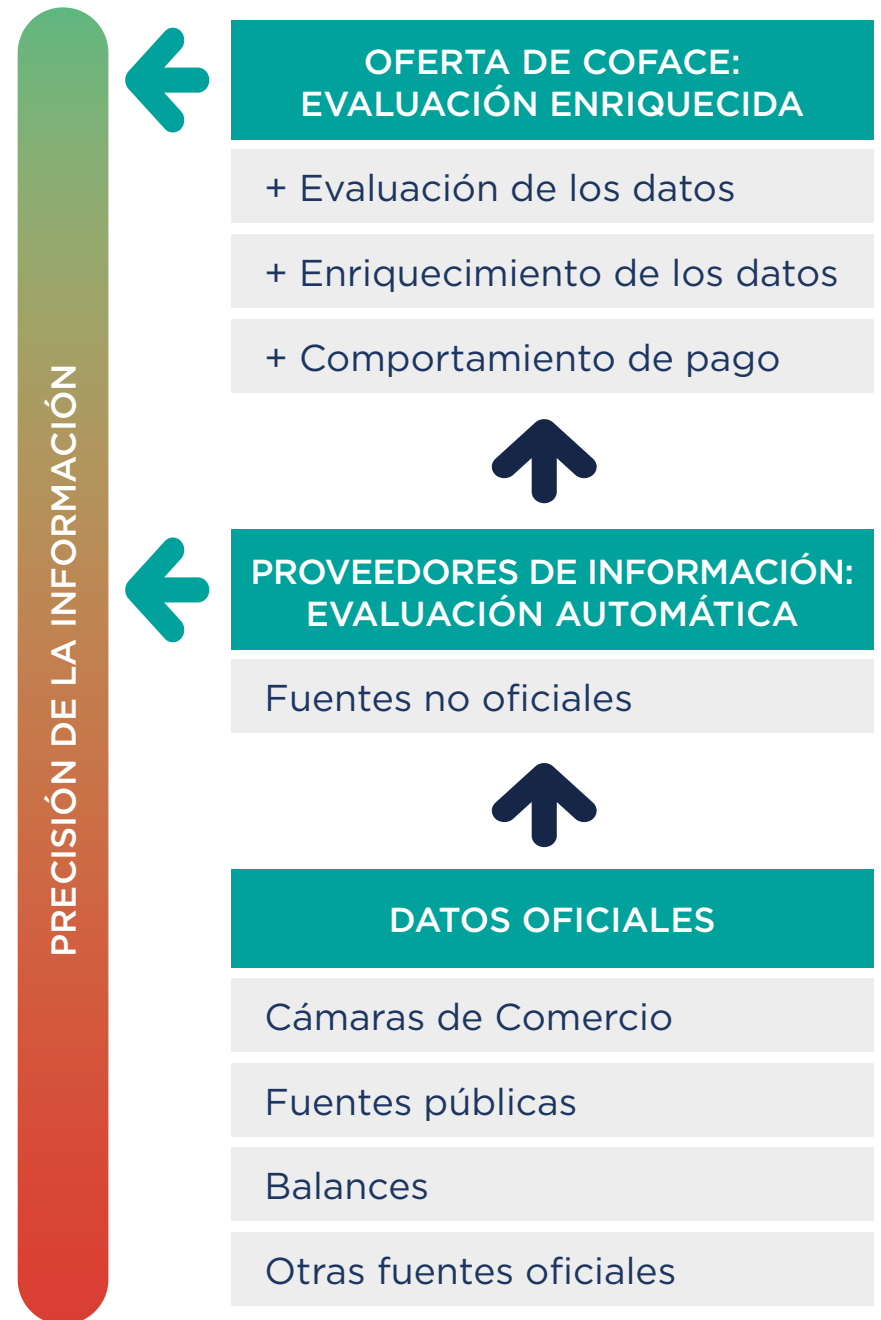 PRECISIÓN DE LA INFORMACIÓN
OFERTA DE COFACE:
EVALUACIÓN ENRIQUECIDA
+ Evaluación de los datos
+ Enriquecimiento de los datos
+ Comportamiento de pago
PROVEEDORES DE INFORMACIÓN:
EVALUACIÓN AUTOMÁTICA
Fuentes no oficiales
DATOS OFICIALES
Cámaras de Comercio
Fuentes públicas
Balances
Otras fuentes oficiales